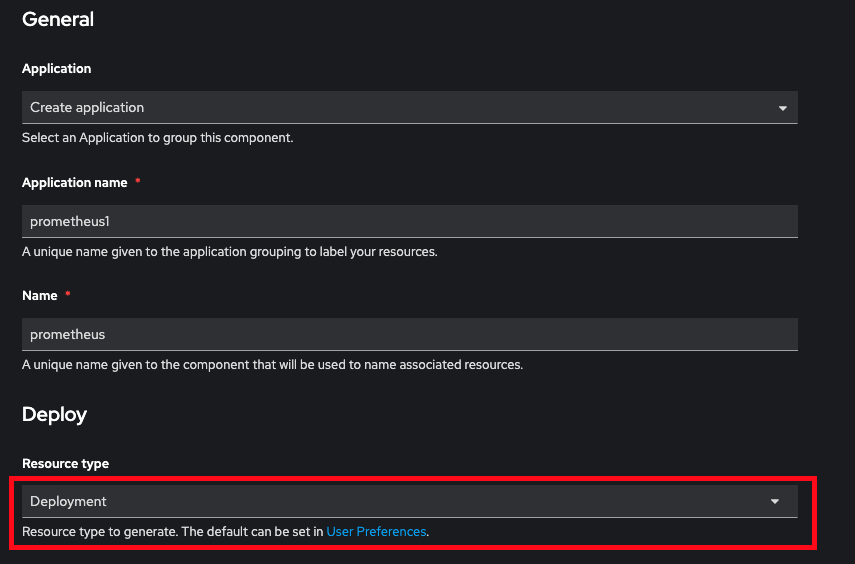 General
Application
Create application
Select an Application to group this component.
Application name *
prometheus1
A unique name given to the application grouping to label your resources.
Name *
prometheus
A unique name given to the component that will be used to name associated resources.
Deploy
Resource type
Deployment
Resource type to generate. The default can be set in User Preferences.